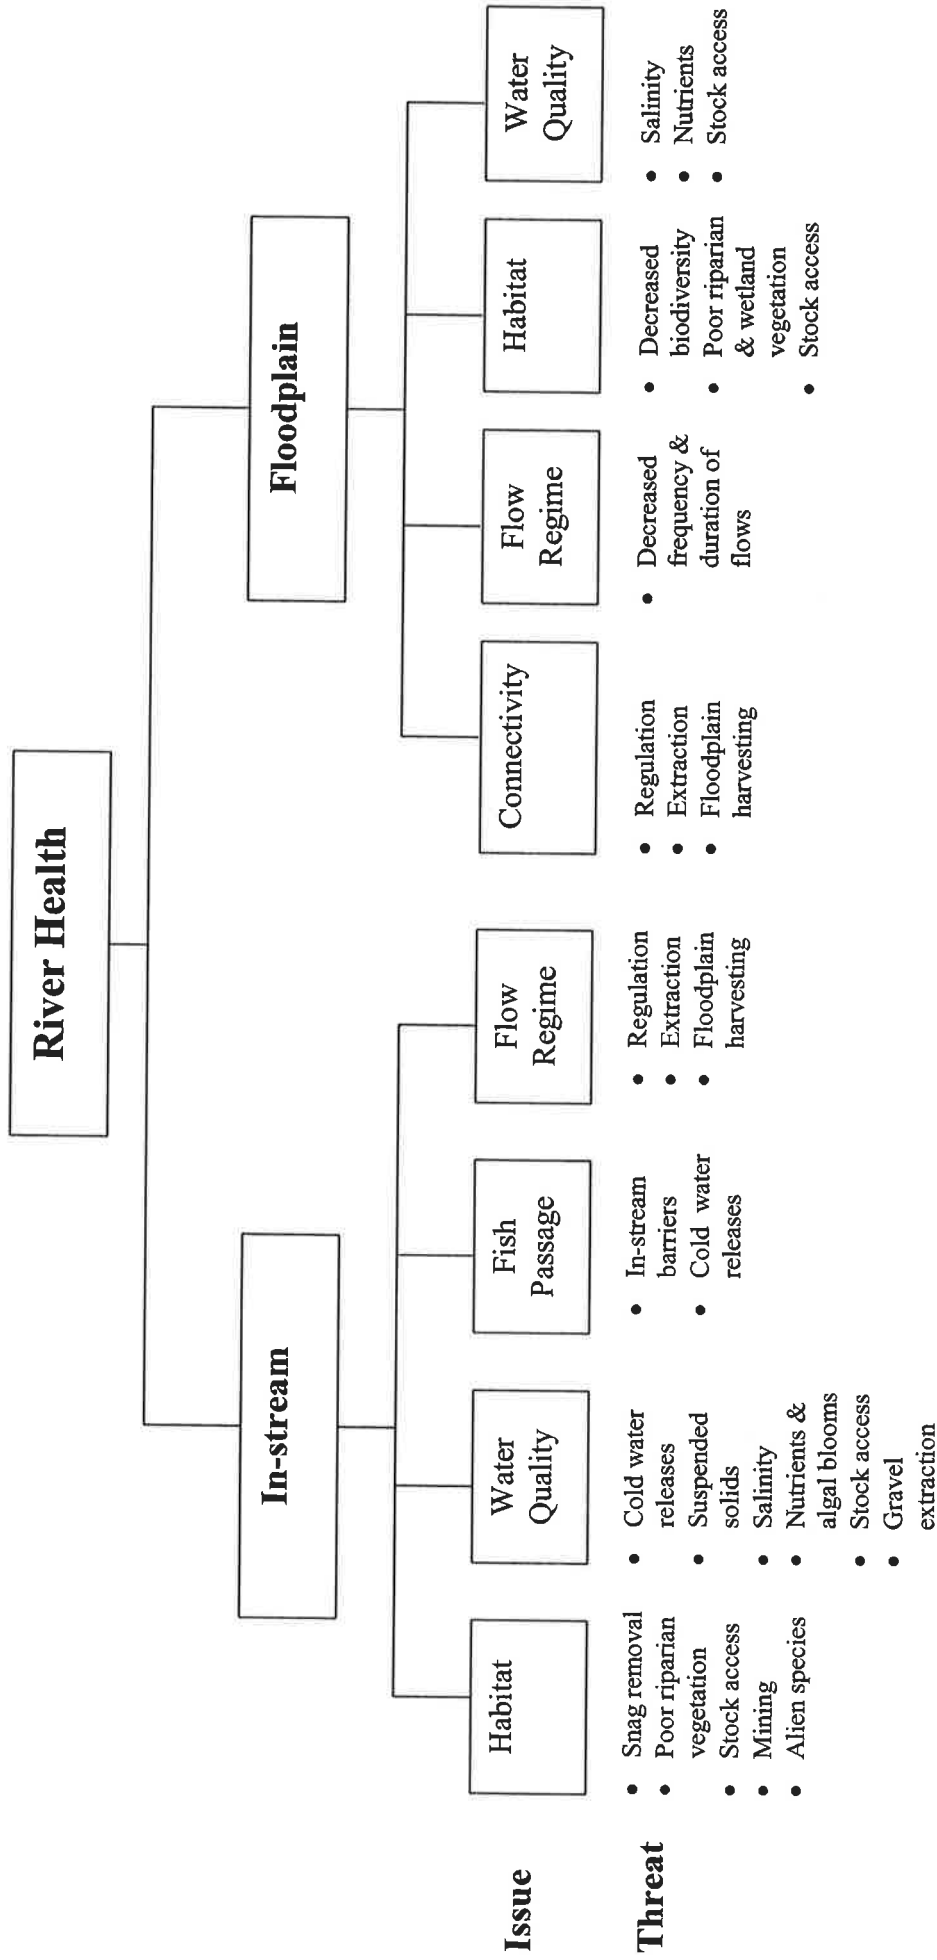 River Health
In-stream
Floodplain
Issue
Habitat
Water
Quality
Fish
Passage
Flow
Regime
Connectivity
Flow
Regime
Habitat
Water
Quality
Threat
• Snag removal
• Poor riparian
vegetation
• Stock access
• Mining
• Alien species
• Cold water
releases
• Suspended
solids
• Salinity
• Nutrients &
algal blooms
• Stock access
• Gravel
extraction
• In-stream
barriers
• Cold water
releases
• Regulation
• Extraction
• Floodplain
harvesting
• Regulation
• Extraction
• Floodplain
harvesting
• Decreased
frequency &
duration of
flows
• Decreased
biodiversity
• Poor riparian
& wetland
vegetation
• Stock access
• Salinity
• Nutrients
• Stock access